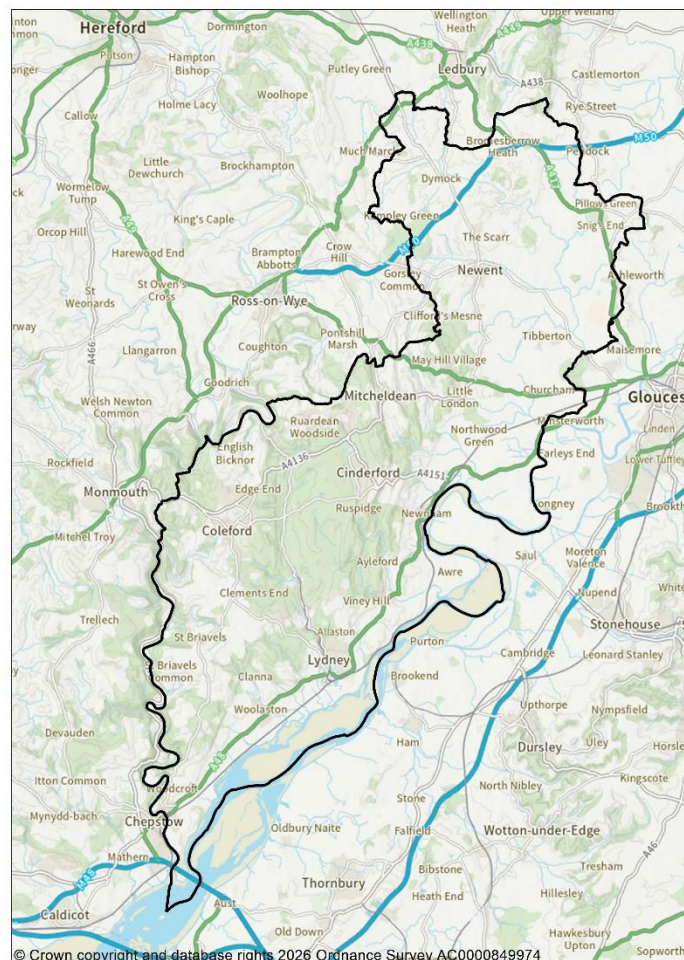 Hereford
Dormington
Wellington
Heath
A438
A449
Putson
Hampton
Bishop
Putley Green
Ledbury
A438
Castlemorton
Woolhope
Holme Lacy
Rye Street
Callow
Little
Dewchurch
Much Marcle
Bromesberrow
Heath
Pendock
M50
Brockhampton
Dymock
A417
Wormelow
Tump
King's Caple
Kempley Green
Pillows Green
Snig's End
A49
Orcop Hill
Harewood End
Brampton
Abbotts
Crow
Hill
M50
The Scarr
St Owen's
Cross
Gorsley
Common
Newent
Ashleworth
St
Weonards
Ross-on-Wye
Clifford's Mesne
A466
Llangarron
Coughton
Pontshill
Marsh
Tibberton
Maisemore
May Hill Village
Goodrich
Welsh Newton
Common
Mitcheldean
Little
London
Churcham
Ruardean
Woodside
Northwood
Green
Minsterworth
Linden
Rockfield
English
Bicknor
A4136
Farleys End
Lower Tuffley
Monmouth
Edge End
Cinderford
A4151
Ruspidge
Newnham
Longney
Mitchel Troy
Coleford
Saul
Moreton
Valence
Ayleford
Awre
Nupend
Trellech
Clements End
Viney Hill
Stonehouse
St Briavels
Allaston
Purton
Cambridge
Leonard Stanley
St Briavels
Common
Lydney
Clanna
Brookend
Woolaston
Upthorpe
Nympsfield
Devauden
A48
Ham
Dursley
Uley
Itton Common
Woodcroft
Stone
North Nibley
Kingscote
Mynydd-bach
Chepstow
Oldbury Naite
Falfield
Wotton-under-Edge
A46
Mathern
M48
Bibstone
Tresham
Thornbury
Heath End
Hillesley
Caldicot
Aust
Old Down
Hawkesbury
Upton
© Crown copyright and database rights 2026 Ordnance Survey AC0000849974